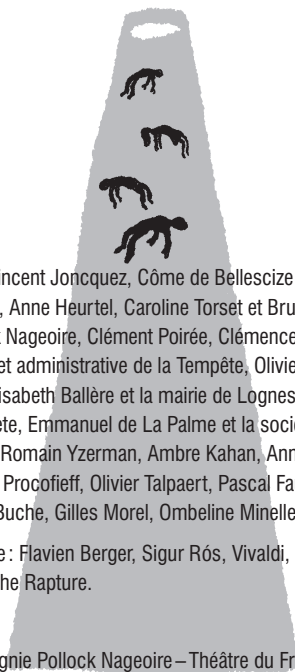 incent Joncquez, Côme de Bellescize
, Anne Heurtel, Caroline Torset et Bru
k Nageoire, Clément Poirée, Clémence
et administrative de la Tempête, Olivie
isabeth Ballère et la mairie de Lognes
ete, Emmanuel de La Palme et la socié
Romain Yzerman, Ambre Kahan, Ann
Procofieff, Olivier Talpaert, Pascal Fa
Buche, Gilles Morel, Ombeline Minelle
e : Flavien Berger, Sigur Rós, Vivaldi,
he Rapture.
gnie Pollock Nageoire – Théâtre du Fr